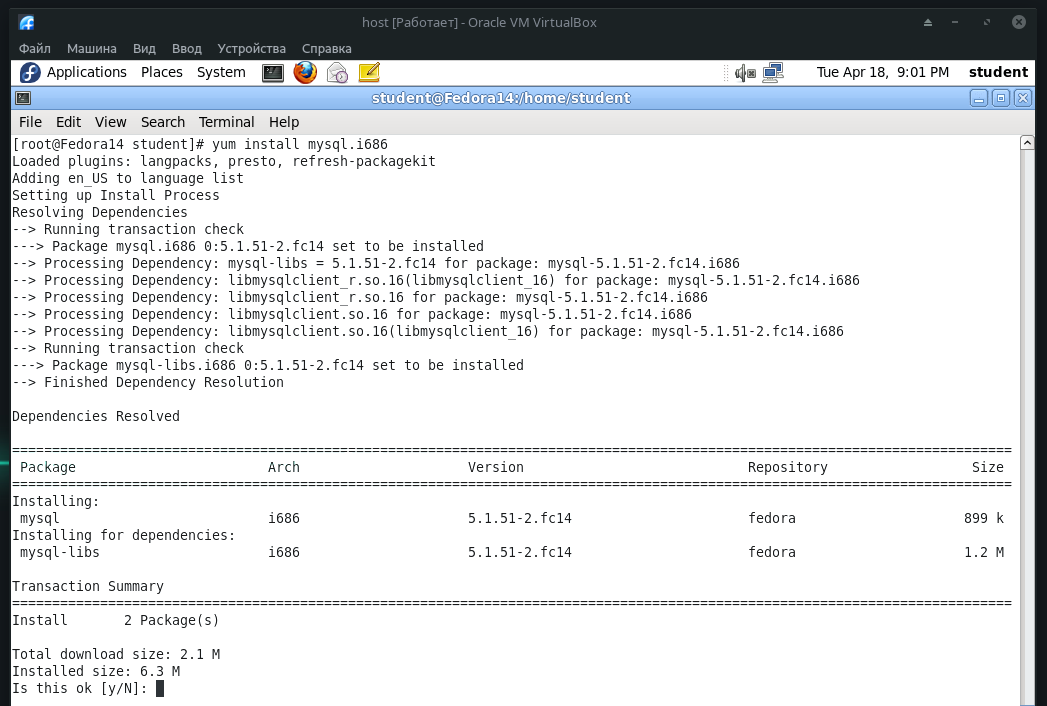 host [Работает] - Oracle VM VirtualBox
Файл Машина Вид Ввод Устройства Справка
Applications Places System Tue Apr 18, 9:01 PM student
student@Fedora14:/home/student
File Edit View Search Terminal Help
[root@Fedora14 student]# yum install mysql.i686
Loaded plugins: langpacks, presto, refresh-packagekit
Adding en_US to language list
Setting up Install Process
Resolving Dependencies
--> Running transaction check
---> Package mysql.i686 0:5.1.51-2.fc14 set to be installed
--> Processing Dependency: mysql-libs = 5.1.51-2.fc14 for package: mysql-5.1.51-2.fc14.i686
--> Processing Dependency: libmysqlclient_r.so.16(libmysqlclient_16) for package: mysql-5.1.51-2.fc14.i686
--> Processing Dependency: libmysqlclient_r.so.16 for package: mysql-5.1.51-2.fc14.i686
--> Processing Dependency: libmysqlclient.so.16 for package: mysql-5.1.51-2.fc14.i686
--> Processing Dependency: libmysqlclient.so.16(libmysqlclient_16) for package: mysql-5.1.51-2.fc14.i686
--> Running transaction check
---> Package mysql-libs.i686 0:5.1.51-2.fc14 set to be installed
--> Finished Dependency Resolution
Dependencies Resolved
=============================================================================================================================
Package Arch Version Repository Size
=============================================================================================================================
Installing:
mysql i686 5.1.51-2.fc14 fedora 899 k
Installing for dependencies:
mysql-libs i686 5.1.51-2.fc14 fedora 1.2 M
Transaction Summary
=============================================================================================================================
Install 2 Package(s)
Total download size: 2.1 M
Installed size: 6.3 M
Is this ok [y/N]: